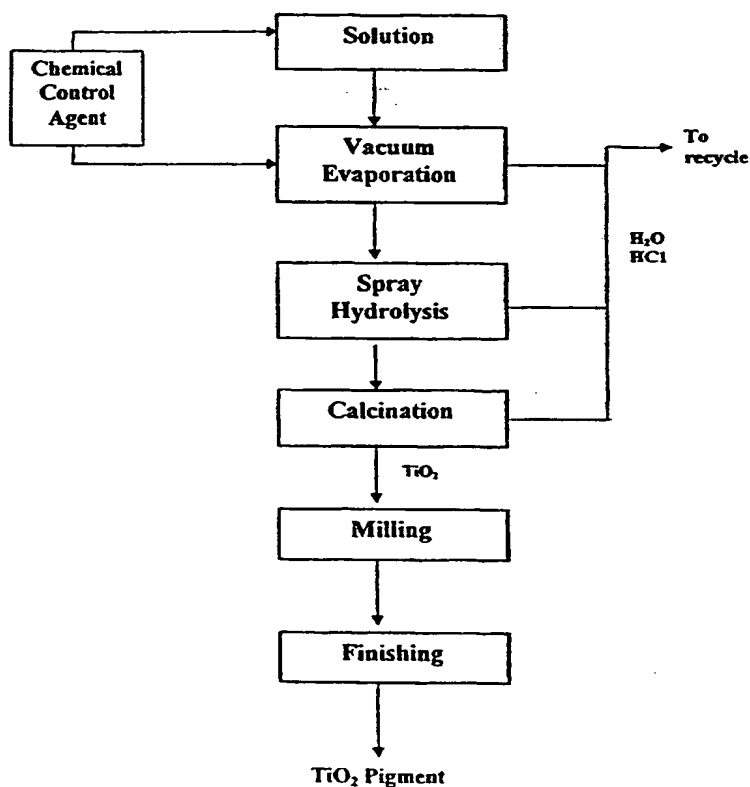 Solution
Chemical
Control
Agent
Vacuum
Evaporation
To
recycle
H₂O
HCl
Spray
Hydrolysis
Calcination
TiO₂
Milling
Finishing
TiO₂ Pigment